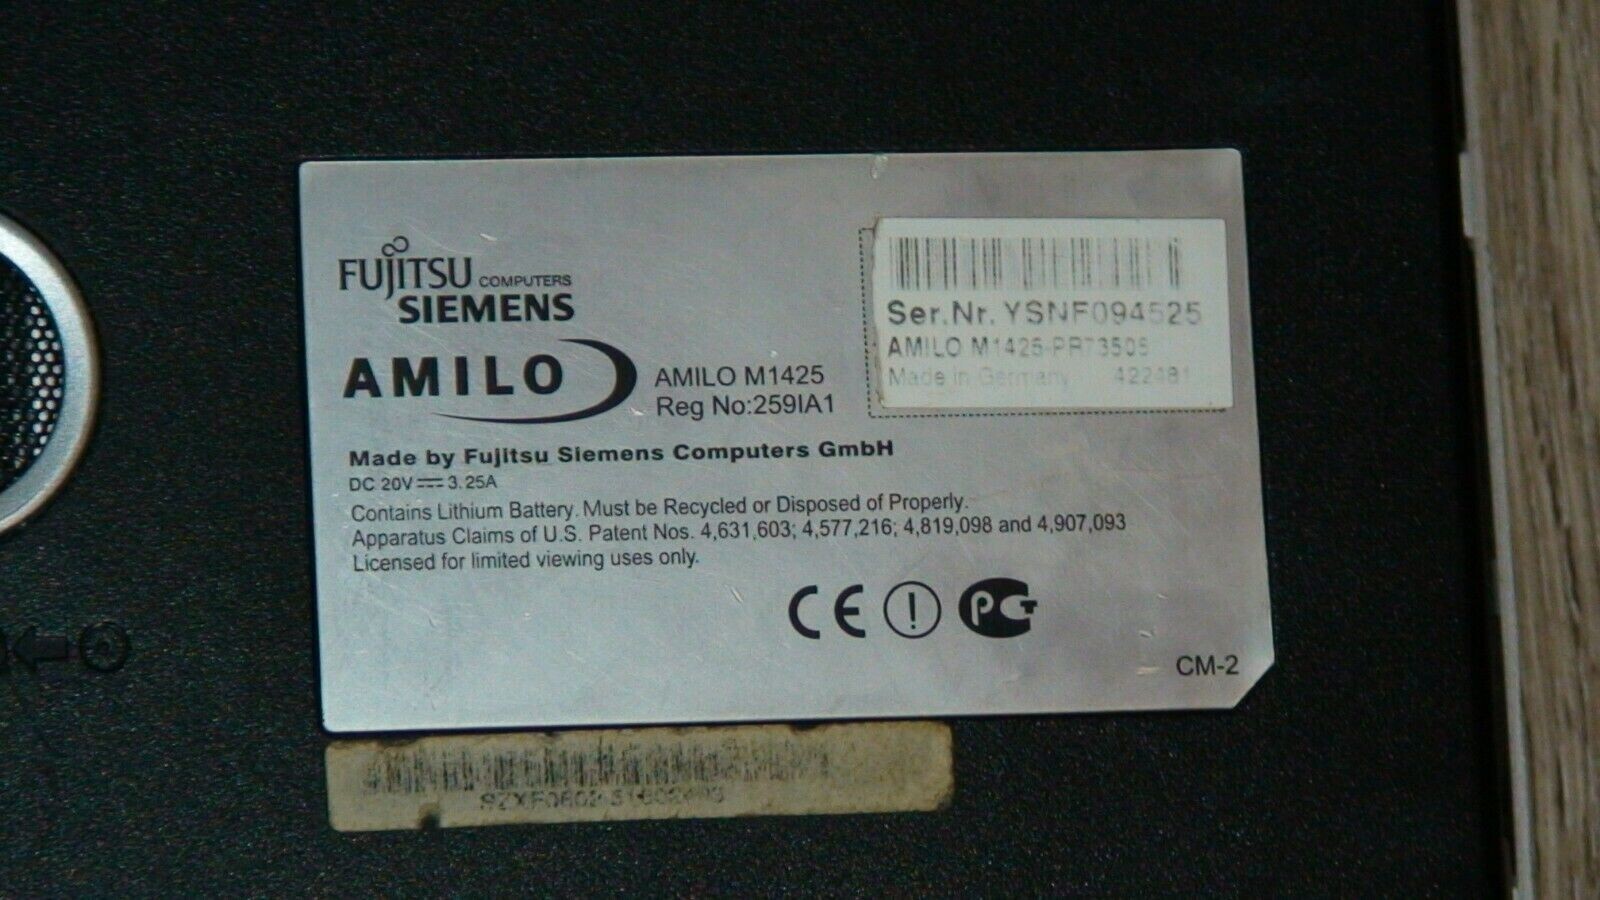 FUJITSU COMPUTERS
SIEMENS
AMILO
AMILO M1425
Reg No:259IA1
Ser.Nr. YSNF094525
AMILO M1425-PR73505
Made in Germany 422481
Made by Fujitsu Siemens Computers GmbH
DC 20V 3.25A
Contains Lithium Battery. Must be Recycled or Disposed of Properly.
Apparatus Claims of U.S. Patent Nos. 4,631,603; 4,577,216; 4,819,098 and 4,907,093
Licensed for limited viewing uses only.
CE
CM-2